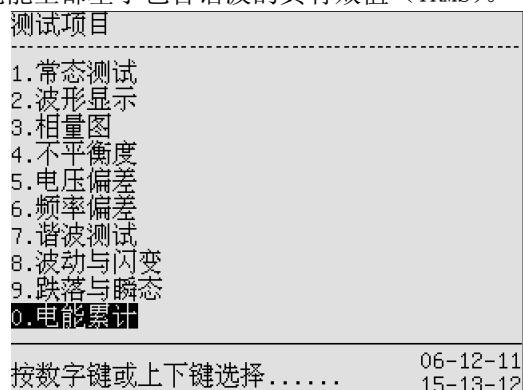 测试项目
1.常态测试
2.波形显示
3.相量图
4.不平衡度
5.电压偏差
6.频率偏差
7.谐波测试
8.波动与闪变
9.跌落与瞬态
0.电能累计
按数字键或上下键选择......
06-12-11
15-13-12